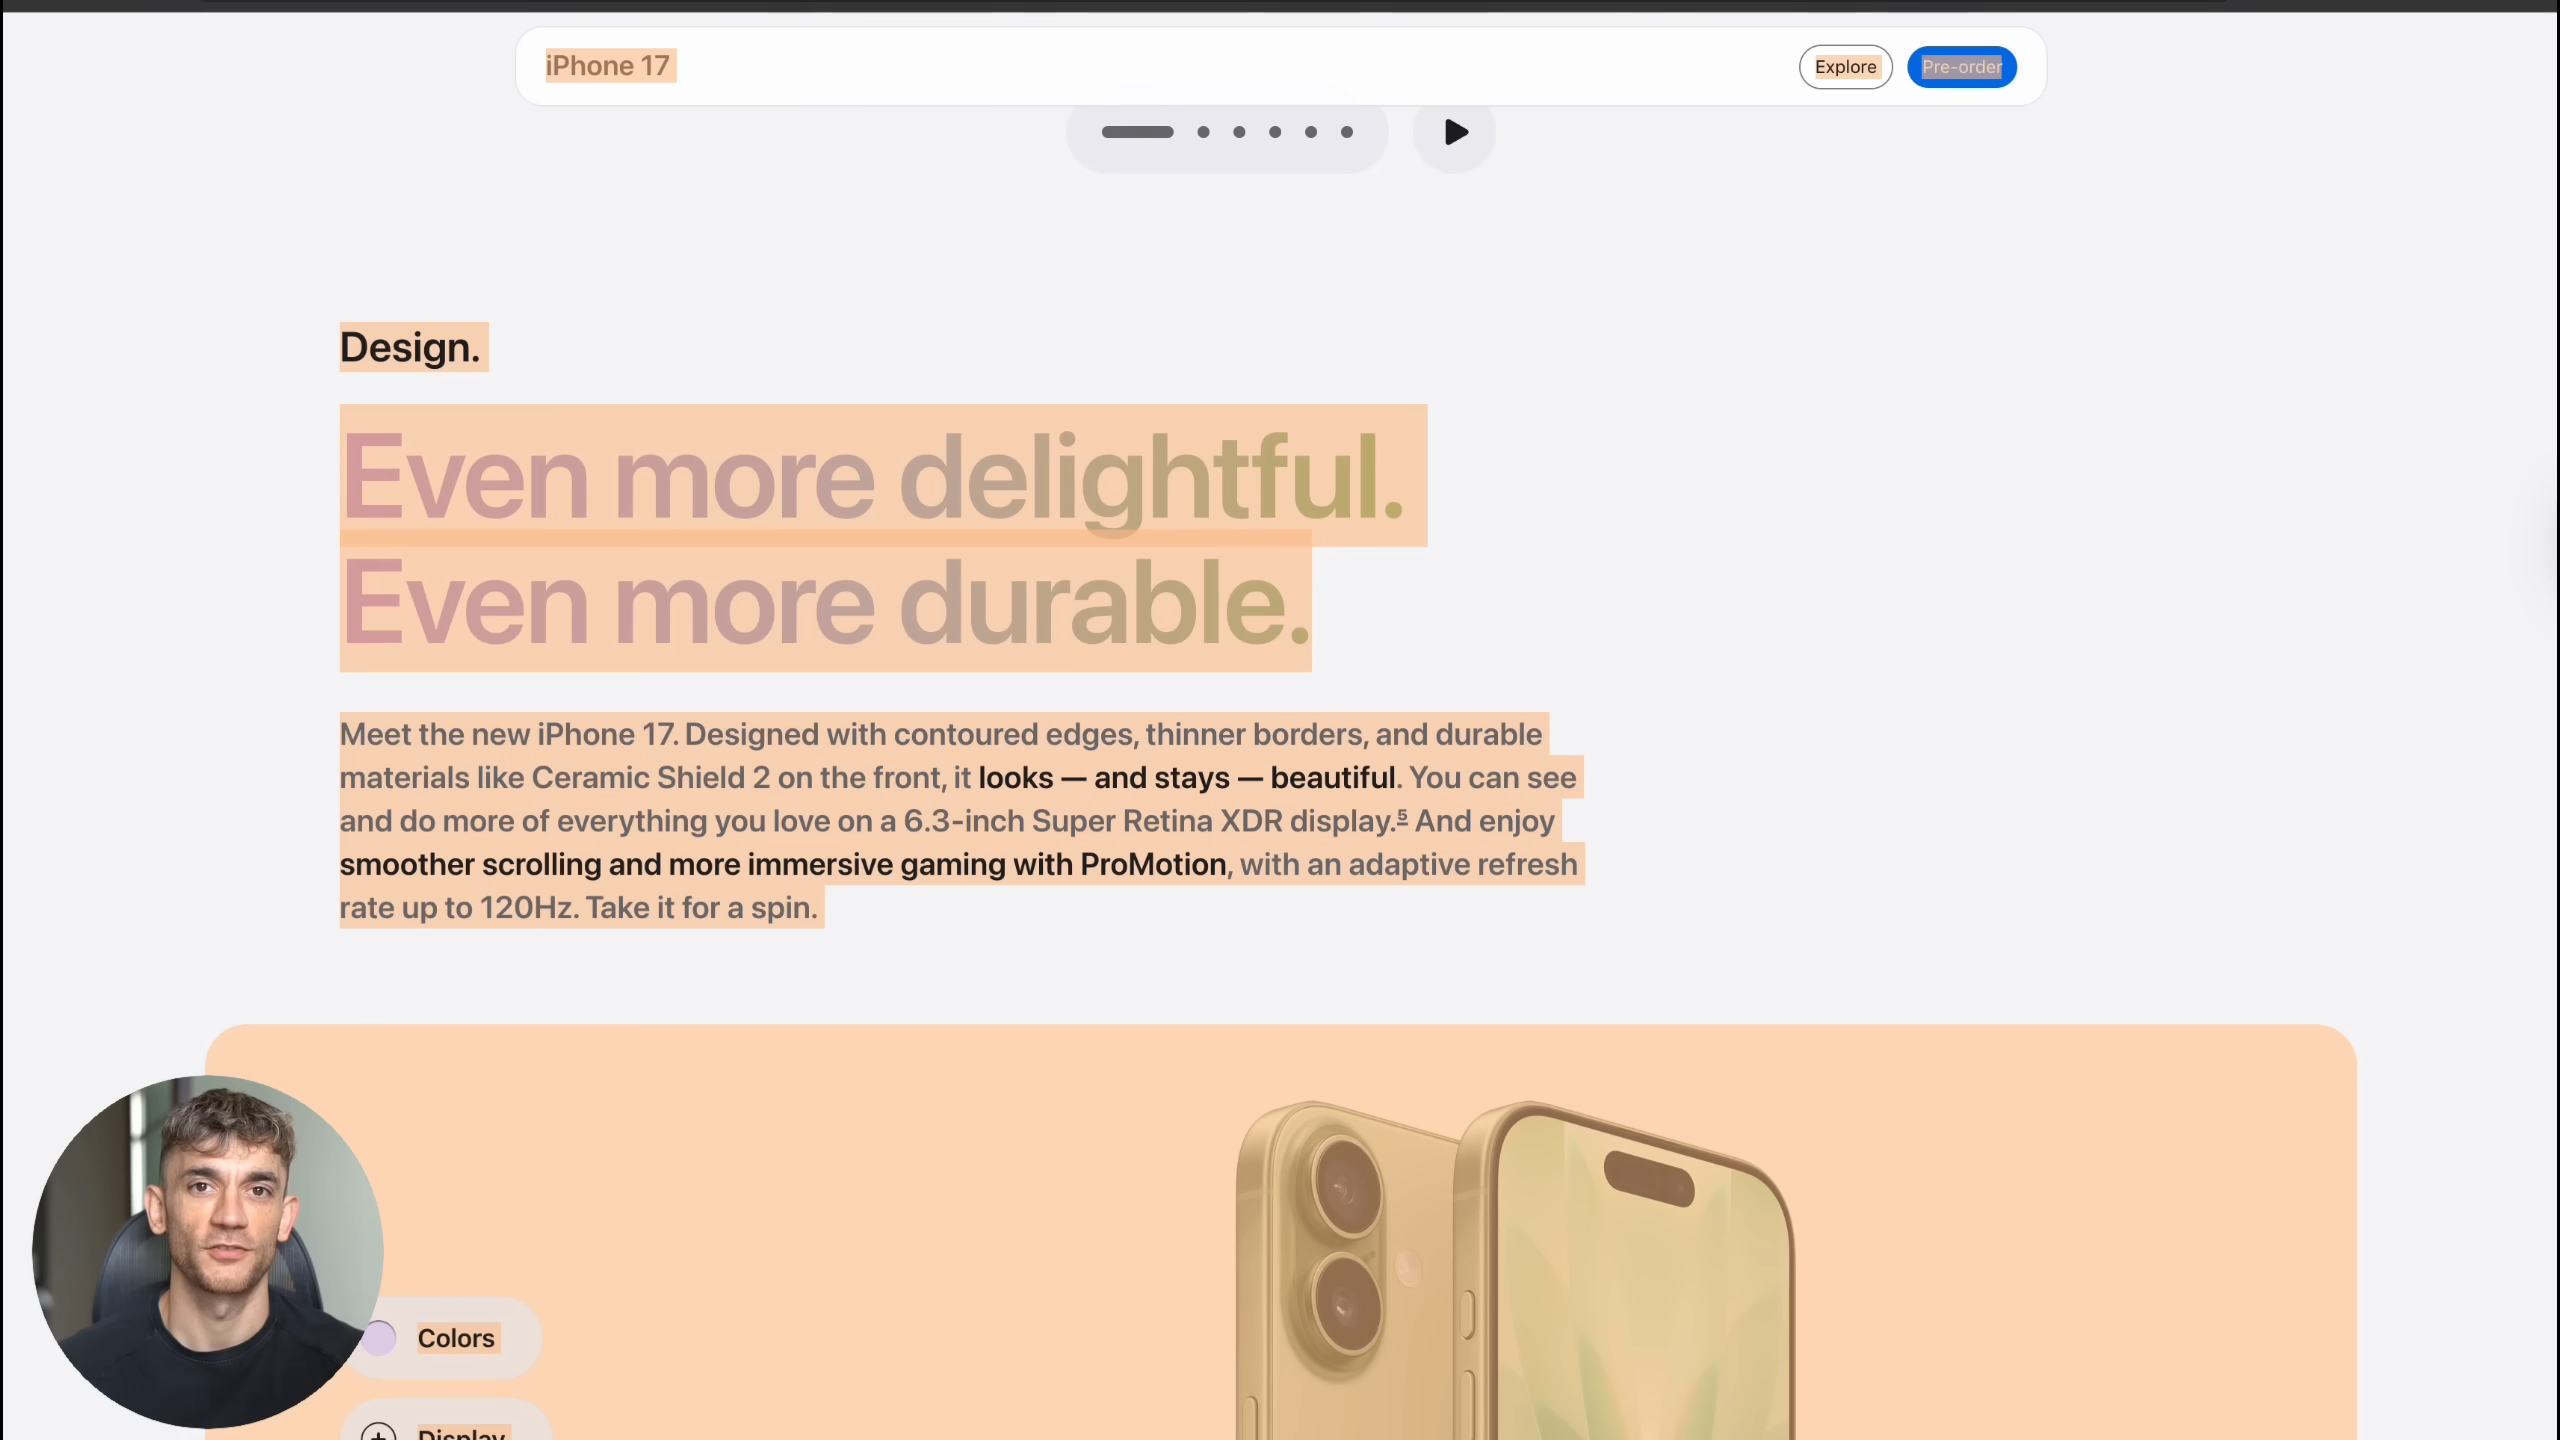 iPhone 17
Explore
Pre-order
Design.
Even more delightful.
Even more durable.
Meet the new iPhone 17. Designed with contoured edges, thinner borders, and durable
materials like Ceramic Shield 2 on the front, it looks — and stays — beautiful. You can see
and do more of everything you love on a 6.3-inch Super Retina XDR display.⁵ And enjoy
smoother scrolling and more immersive gaming with ProMotion, with an adaptive refresh
rate up to 120Hz. Take it for a spin.
Colors
Display